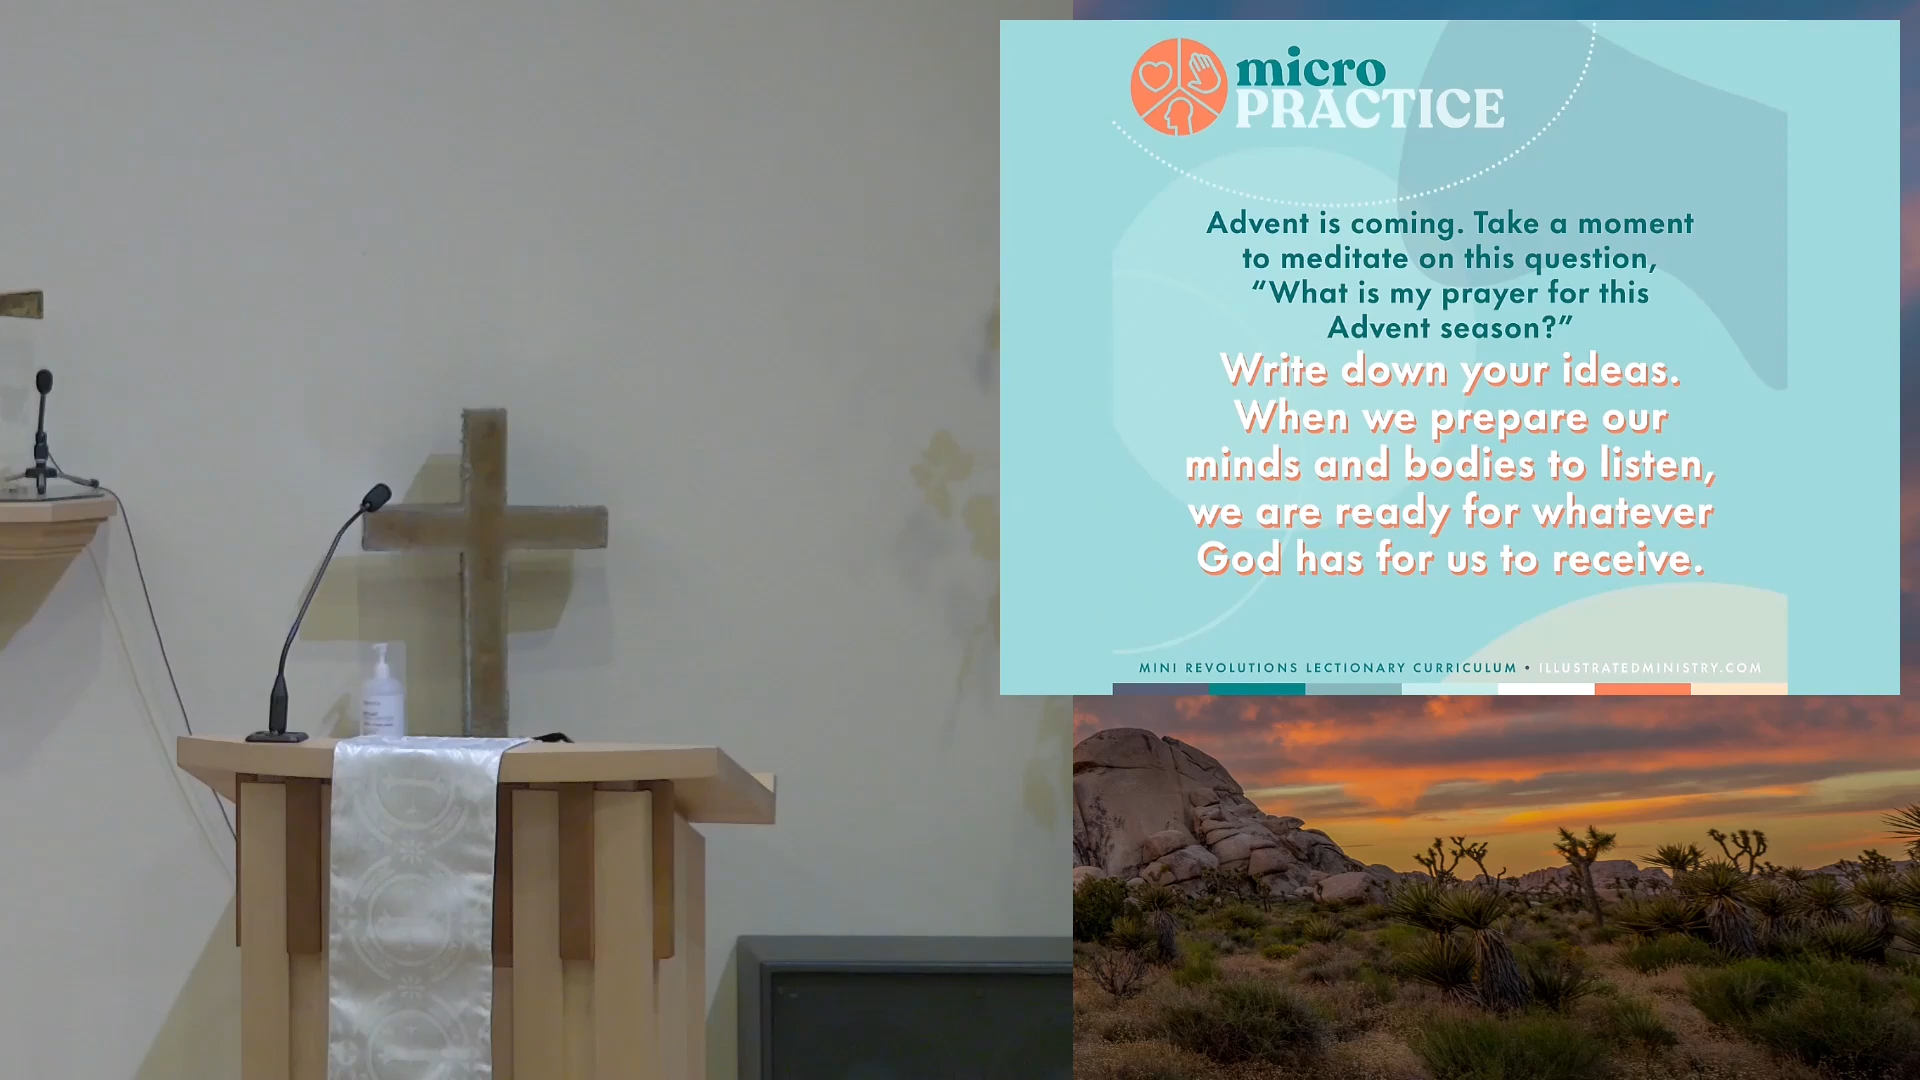 micro
PRACTICE
Advent is coming. Take a moment
to meditate on this question,
“What is my prayer for this
Advent season?”
Write down your ideas.
When we prepare our
minds and bodies to listen,
we are ready for whatever
God has for us to receive.
MINI REVOLUTIONS LECTIONARY CURRICULUM • ILLUSTRATEDMINISTRY.COM